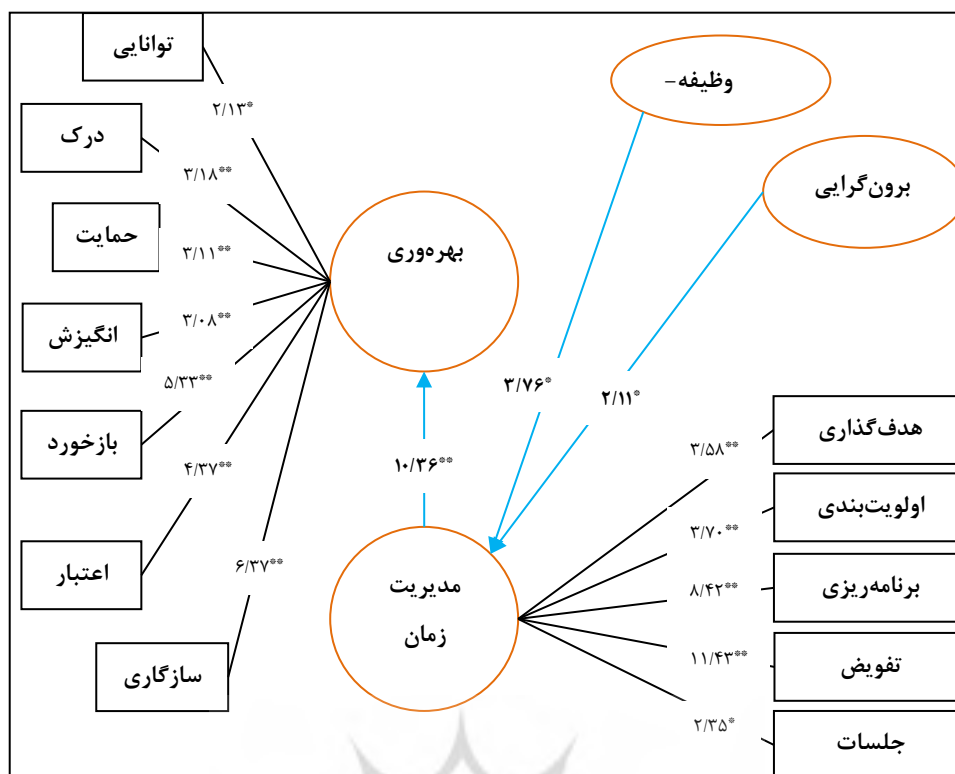 توانایی
وظیفه-
۲/۱۳*
درک
۳/۱۸**
برون‌گرایی
حمایت
۳/۱۱**
بهره‌وری
انگیزش
۳/۰۸**
۵/۳۳**
۳/۷۶*
۲/۱۱*
بازخورد
هدف‌گذاری
۳/۵۸**
۴/۳۷**
۱۰/۳۶**
اولویت‌بندی
۳/۷۰**
اعتبار
۶/۳۷**
مدیریت
زمان
برنامه‌ریزی
۸/۴۲**
تفویض
۱۱/۴۳**
سازگاری
۲/۳۵*
جلسات